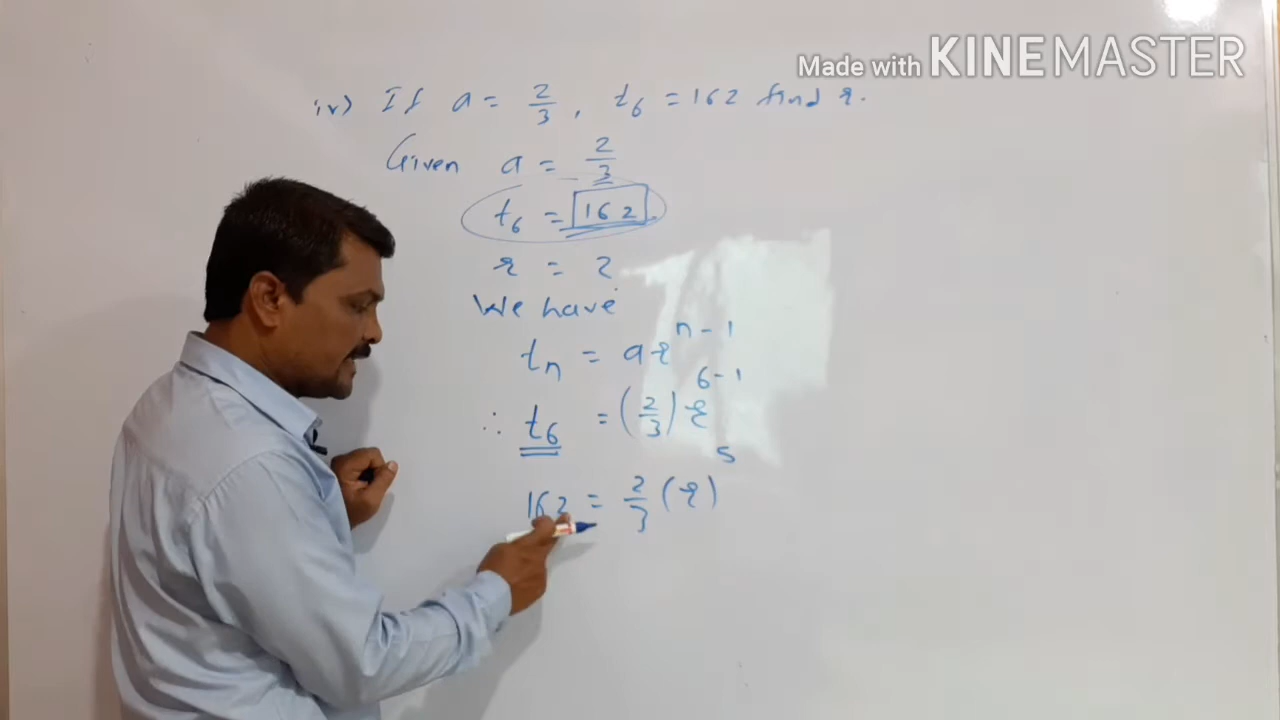 Made with KINEMASTER
iv) If a = 2/3, t₆ = 162 find r.
Given a = 2/3
t₆ = 162.
r = ?
We have
tₙ = ar^(n-1)
∴ t₆ = (2/3) r^(6-1)
162 = 2/3 (r)^5